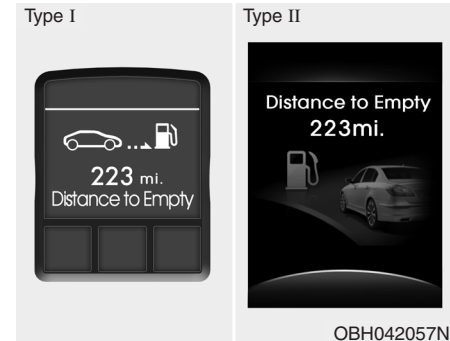 Type I
223 mi.
Distance to Empty
Type II
Distance to Empty
223mi.
OBH042057N